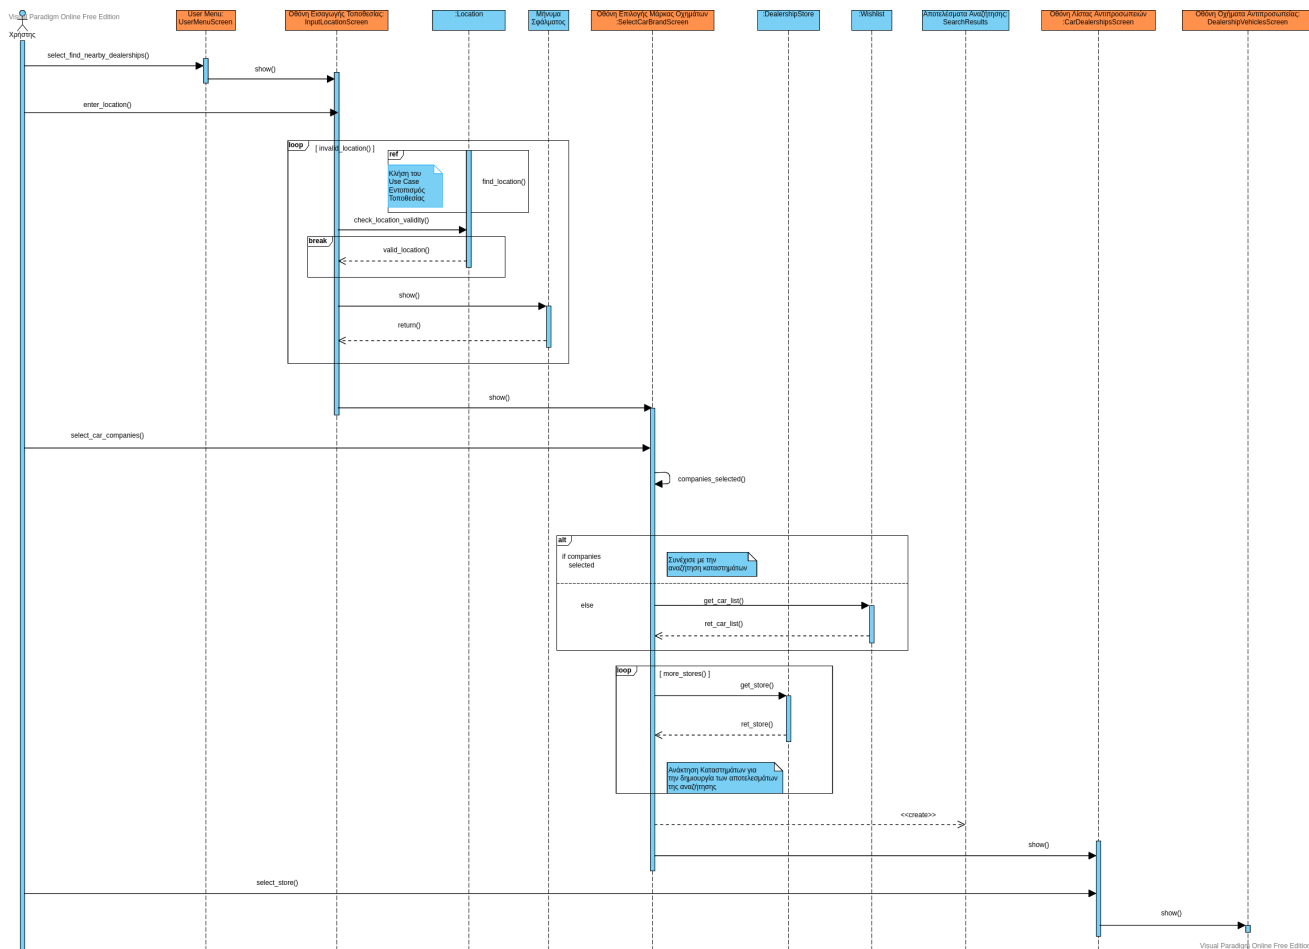 Visual Paradigm Online Free Edition
Χρήστης
User Menu:
UserMenuScreen
Οθόνη Εισαγωγής Τοποθεσίας:
InputLocationScreen
:Location
Μήνυμα
Σφάλματος
Οθόνη Επιλογής Μάρκας Οχημάτων
:SelectCarBrandScreen
:DealershipStore
:Wishlist
Αποτελέσματα Αναζήτησης:
SearchResults
Οθόνη Λίστας Αντιπροσωπειών
:CarDealershipsScreen
Οθόνη Οχήματα Αντιπροσωπείας:
DealershipVehiclesScreen
select_find_nearby_dealerships()
show()
enter_location()
loop
[ invalid_location() ]
ref
Κλήση του
Use Case
Εντοπισμός
Τοποθεσίας
find_location()
check_location_validity()
break
valid_location()
show()
return()
show()
select_car_companies()
companies_selected()
alt
if companies
selected
Συνέχισε με την
αναζήτηση καταστημάτων
else
get_car_list()
ret_car_list()
loop
[ more_stores() ]
get_store()
ret_store()
Ανάκτηση Καταστημάτων για
την δημιουργία των αποτελεσμάτων
της αναζήτησης
<<create>>
show()
select_store()
show()
Visual Paradigm Online Free Edition